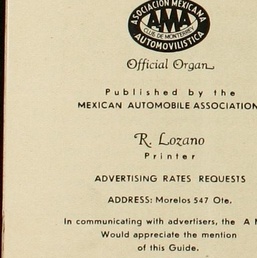 ASOCIACION MEXICANA
AMA
CLUB DE MONTERREY
AUTOMOVILISTICA
Official Organ
Published by the
MEXICAN AUTOMOBILE ASSOCIATION
R. Lozano
Printer
ADVERTISING RATES REQUESTS
ADDRESS: Morelos 547 Ote.
In communicating with advertisers, the A M
Would appreciate the mention
of this Guide.